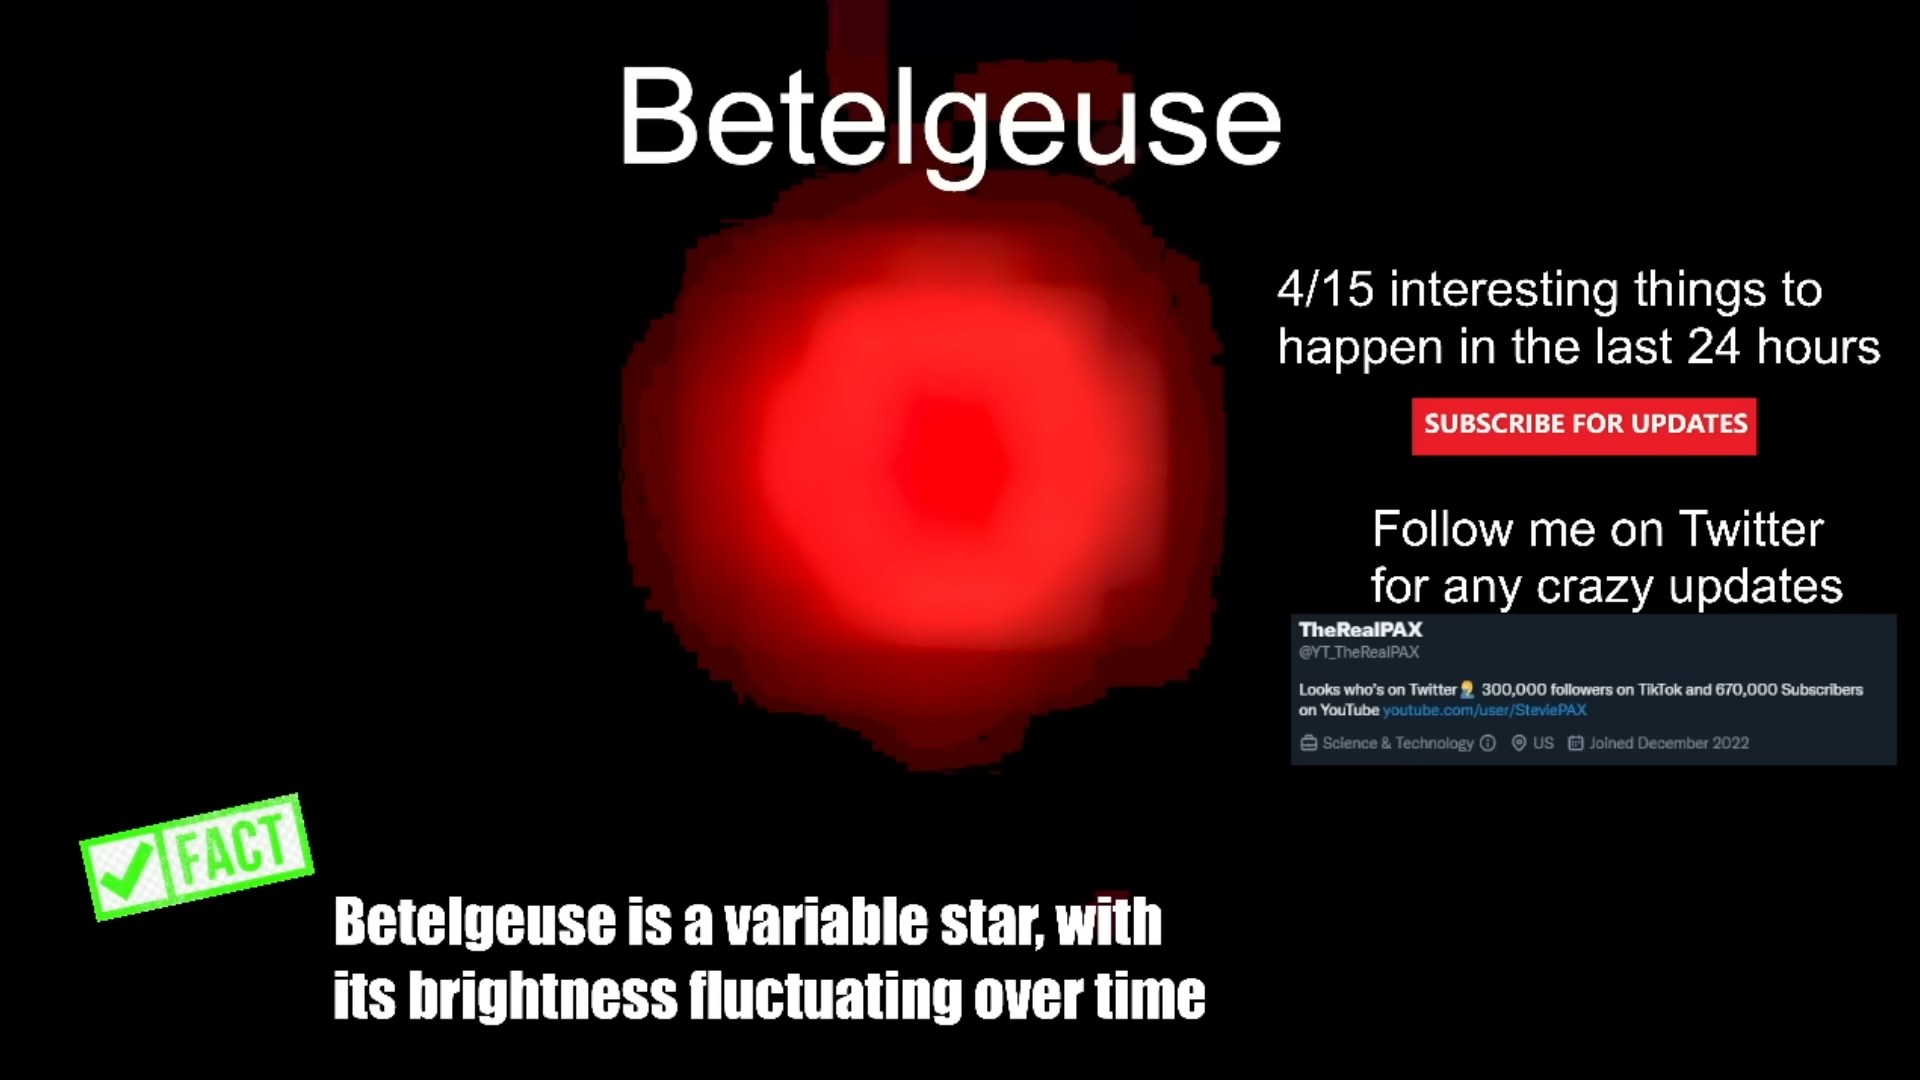 Betelgeuse
4/15 interesting things to
happen in the last 24 hours
SUBSCRIBE FOR UPDATES
Follow me on Twitter
for any crazy updates
TheRealPAX
@YT_TheRealPAX
Looks who's on Twitter 300,000 followers on TikTok and 670,000 Subscribers
on YouTube youtube.com/user/SteviePAX
Science & Technology US Joined December 2022
FACT
Betelgeuse is a variable star, with
its brightness fluctuating over time